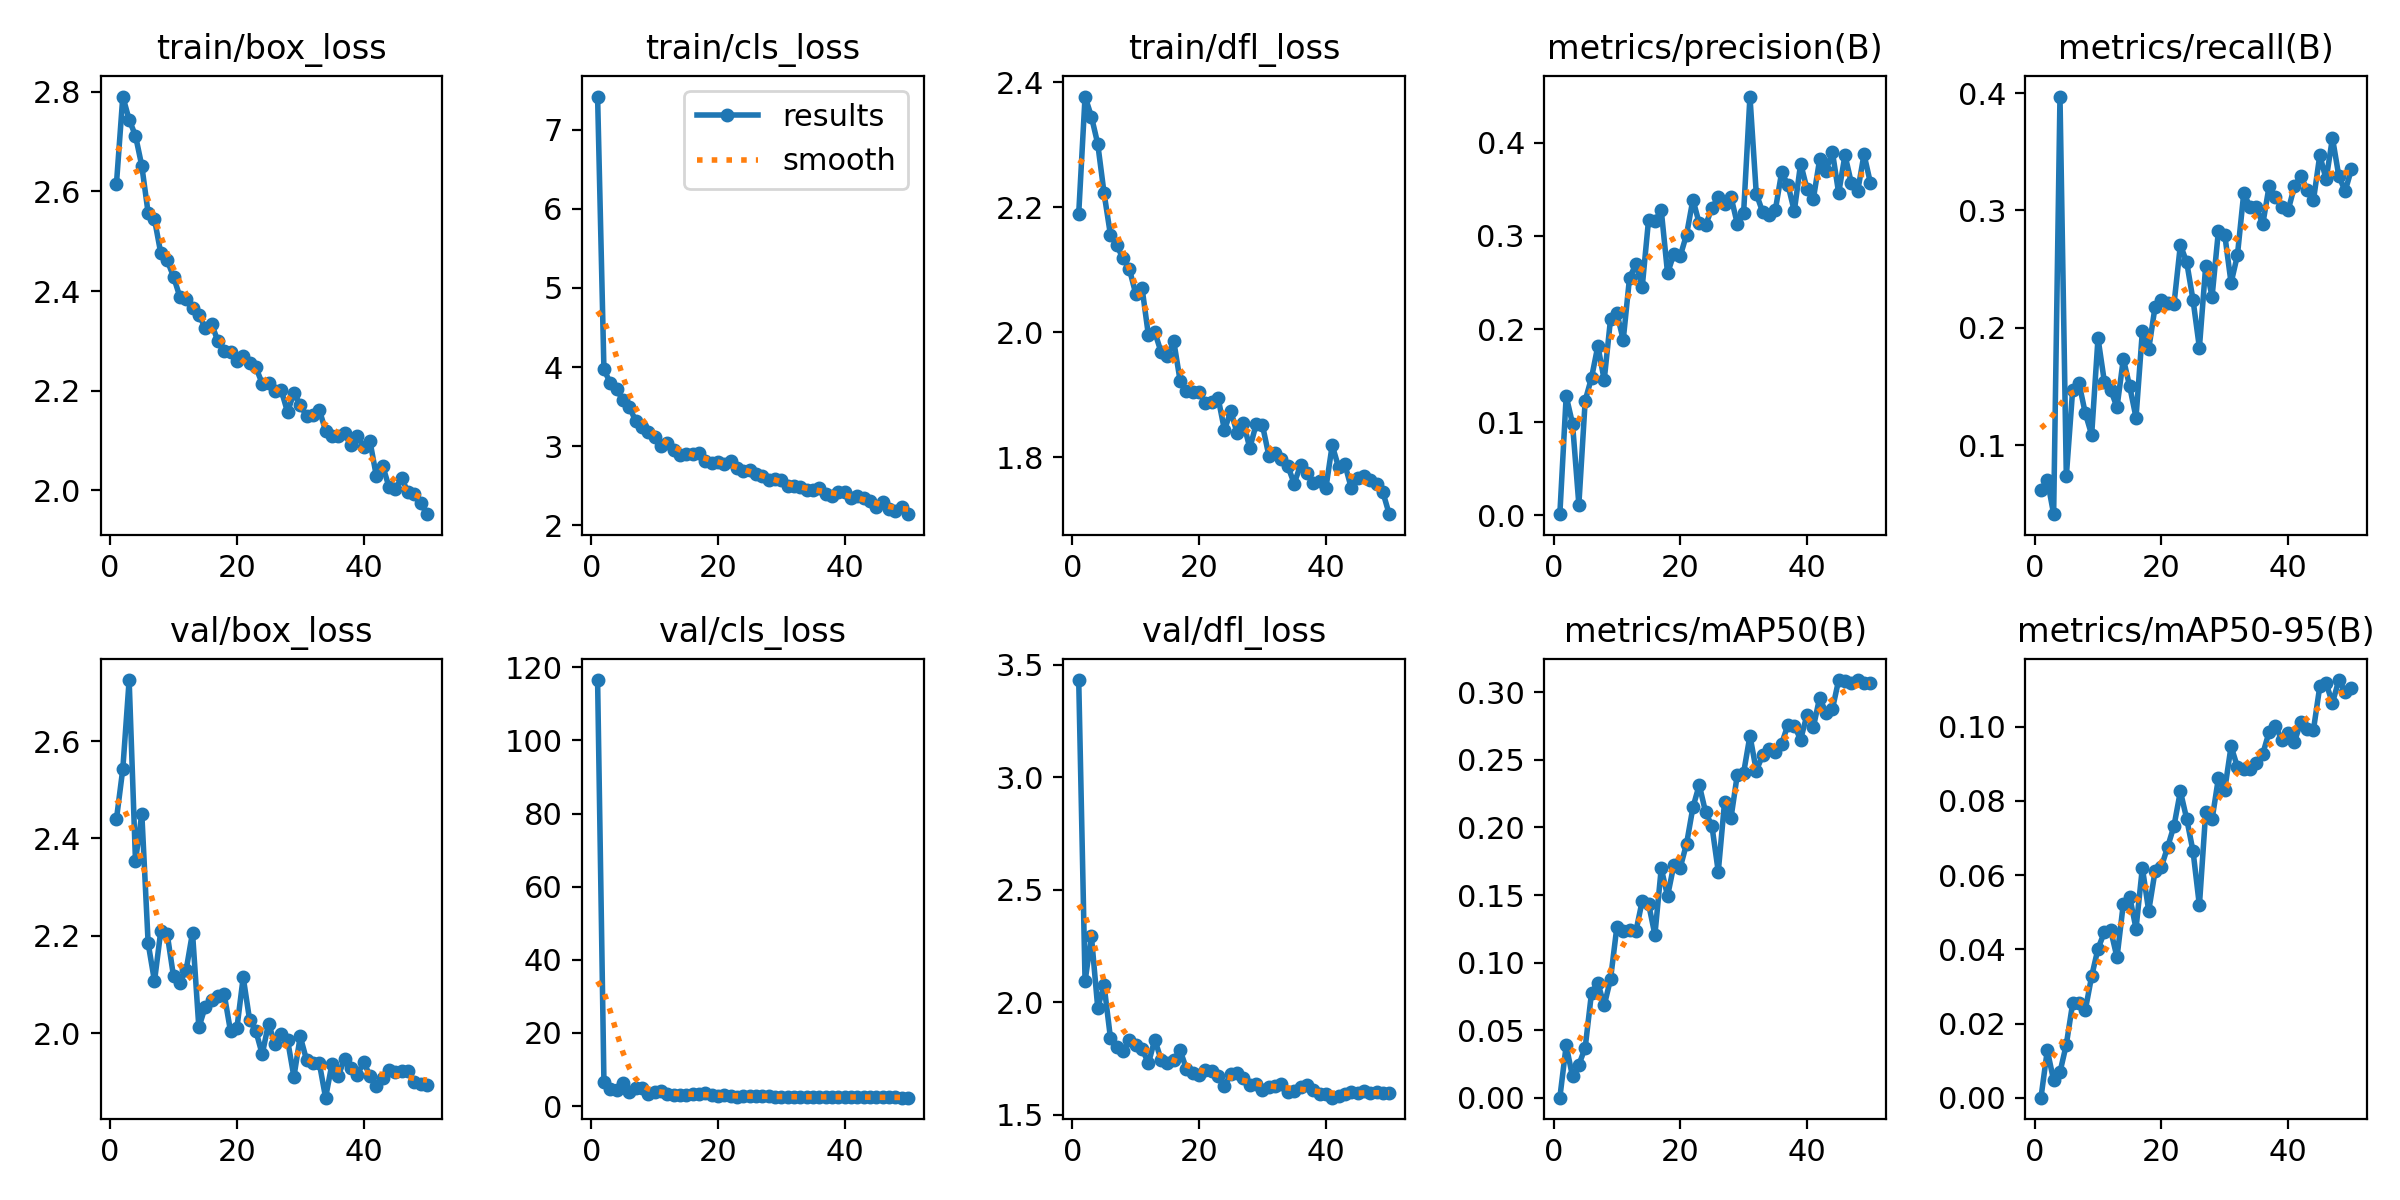 train/box_loss
2.8
2.6
2.4
2.2
2.0
0 20 40
train/cls_loss
results
smooth
7
6
5
4
3
2
0 20 40
train/dfl_loss
2.4
2.2
2.0
1.8
0 20 40
metrics/precision(B)
0.4
0.3
0.2
0.1
0.0
0 20 40
metrics/recall(B)
0.4
0.3
0.2
0.1
0 20 40
val/box_loss
2.6
2.4
2.2
2.0
0 20 40
val/cls_loss
120
100
80
60
40
20
0
0 20 40
val/dfl_loss
3.5
3.0
2.5
2.0
1.5
0 20 40
metrics/mAP50(B)
0.30
0.25
0.20
0.15
0.10
0.05
0.00
0 20 40
metrics/mAP50-95(B)
0.10
0.08
0.06
0.04
0.02
0.00
0 20 40